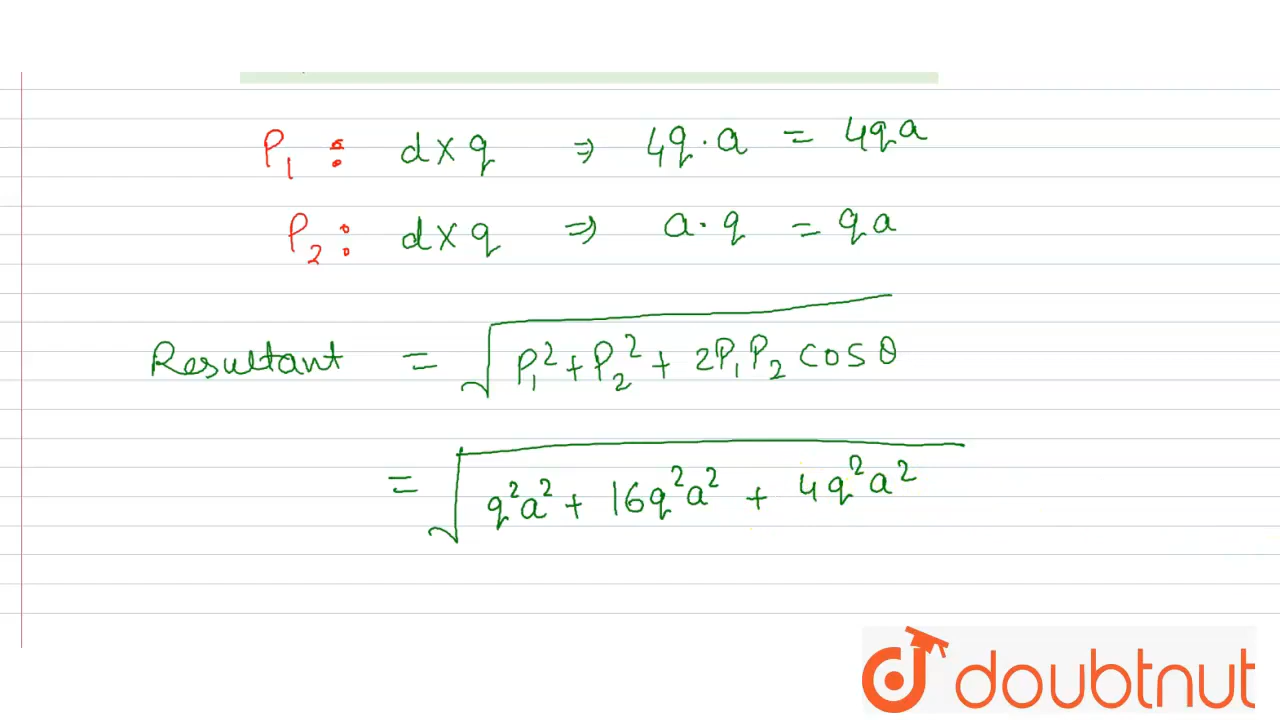 P₁ : d × q ⇒ 4q · a = 4qa
P₂ : d × q ⇒ a · q = qa
Resultant = √(P₁² + P₂² + 2P₁P₂ cos θ)
= √(q²a² + 16q²a² + 4q²a²)
doubtnut